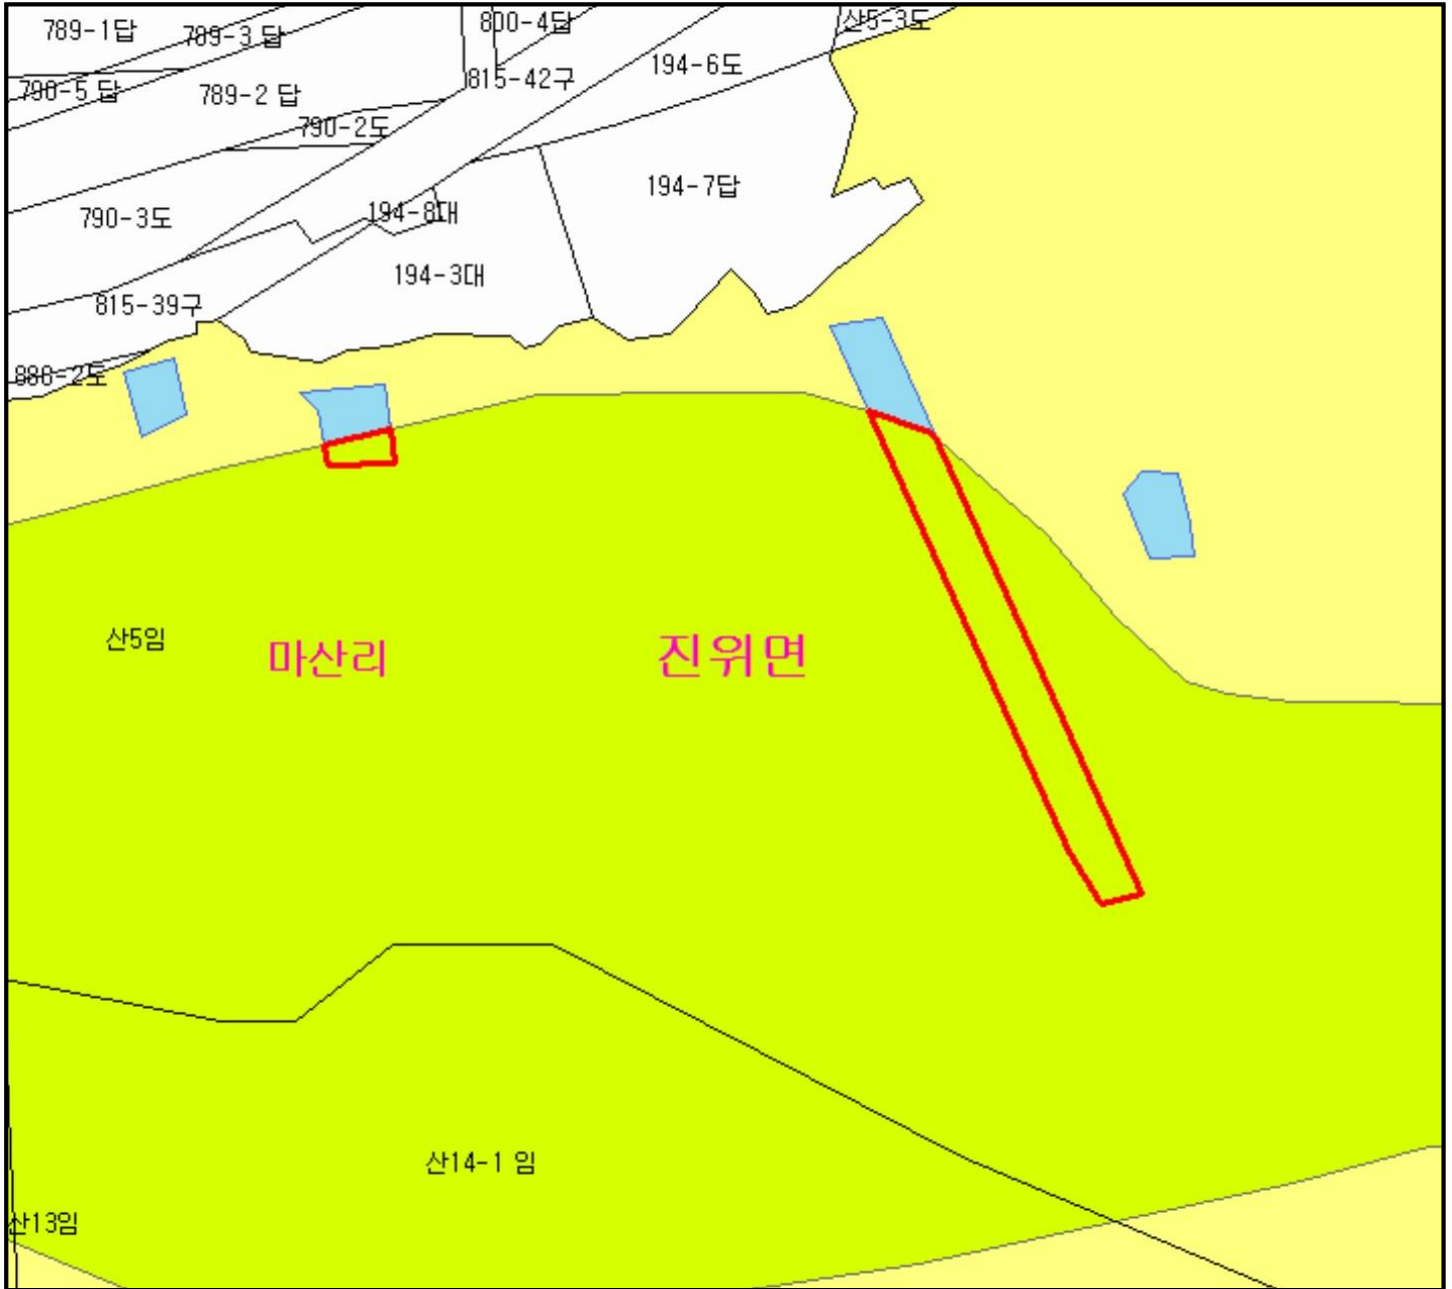 789-1답
789-3 답
800-4답
산5-3도
790-5 답
789-2 답
815-42구
194-6도
790-2도
194-7답
790-3도
194-8대
194-3대
815-39구
산5임
마산리
진위면
산14-1 임
산13임